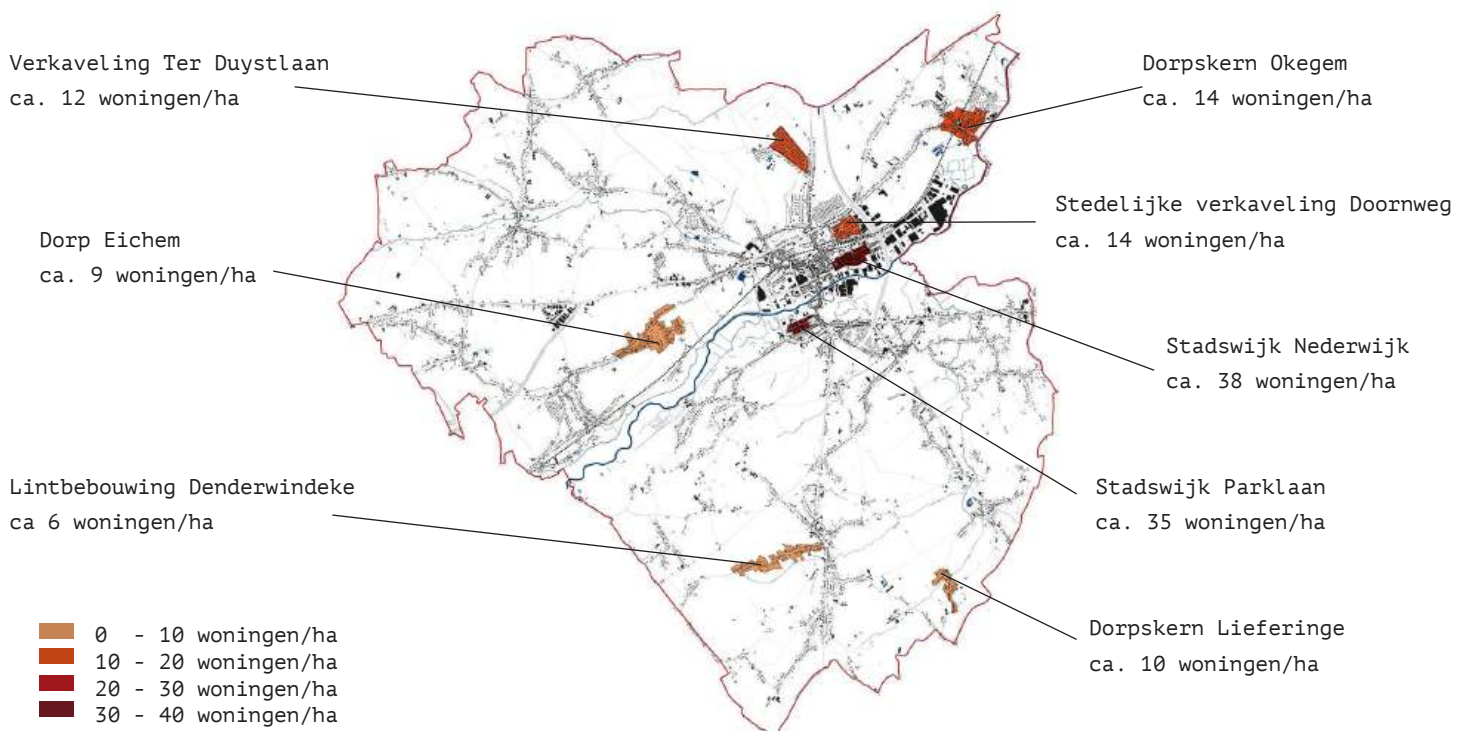 Verkaveling Ter Duystlaan
ca. 12 woningen/ha
Dorpskern Okegem
ca. 14 woningen/ha
Stedelijke verkaveling Doornweg
ca. 14 woningen/ha
Dorp Eichem
ca. 9 woningen/ha
Stadswijk Nederwijk
ca. 38 woningen/ha
Lintbebouwing Denderwindeke
ca 6 woningen/ha
Stadswijk Parklaan
ca. 35 woningen/ha
Dorpskern Lieferinge
ca. 10 woningen/ha
0 - 10 woningen/ha
10 - 20 woningen/ha
20 - 30 woningen/ha
30 - 40 woningen/ha